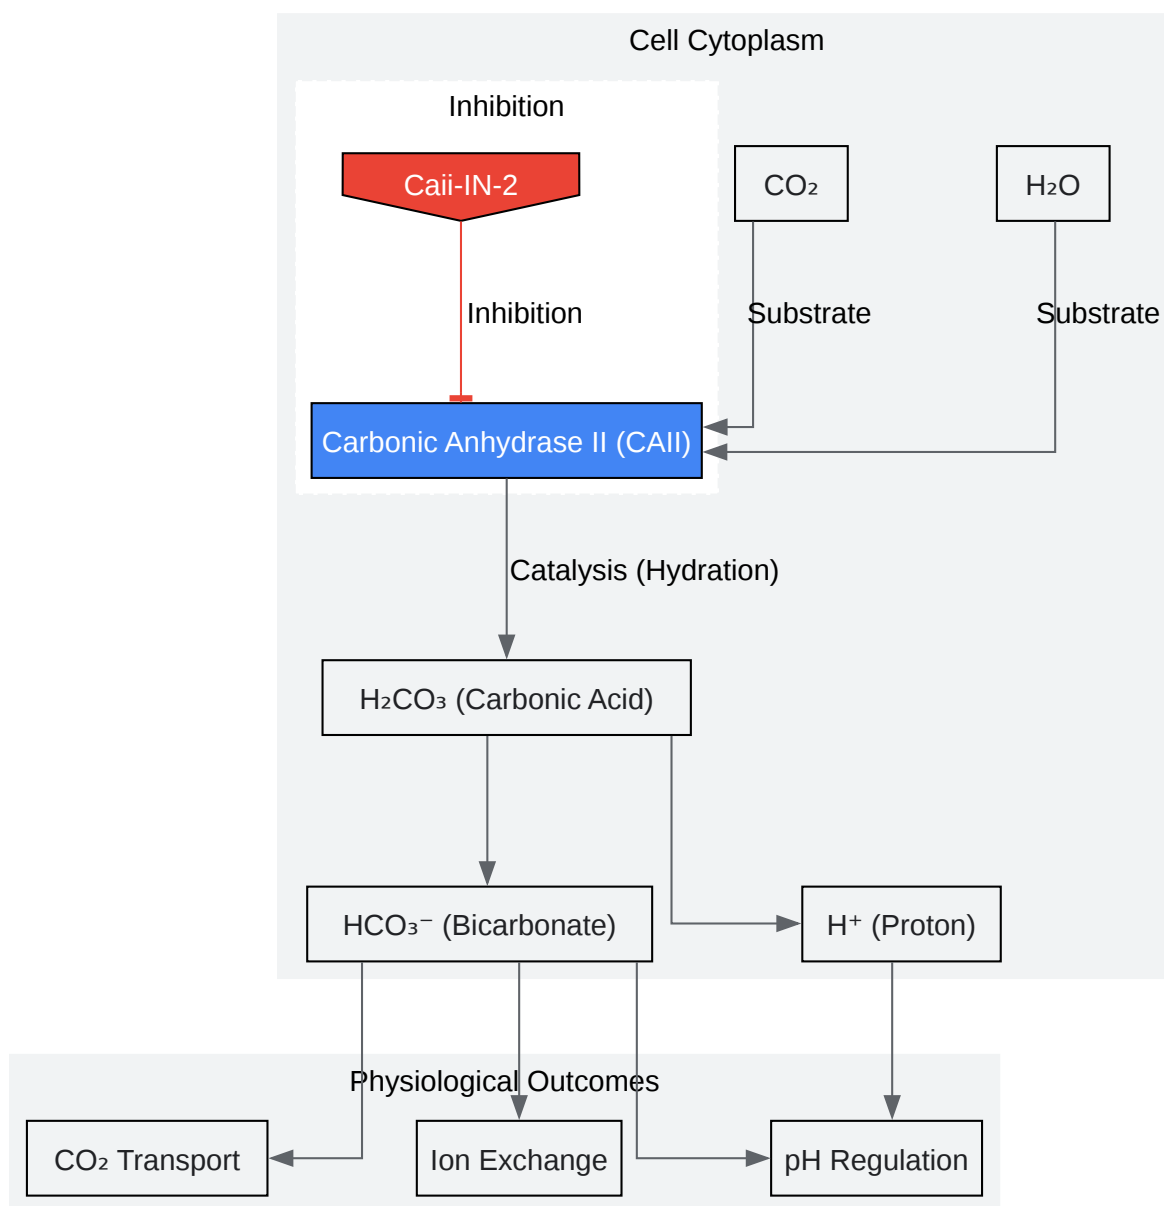 Cell Cytoplasm
Inhibition
Caii-IN-2
CO₂
H₂O
Inhibition
Substrate
Substrate
Carbonic Anhydrase II (CAII)
Catalysis (Hydration)
H₂CO₃ (Carbonic Acid)
HCO₃⁻ (Bicarbonate)
H⁺ (Proton)
Physiological Outcomes
CO₂ Transport
Ion Exchange
pH Regulation